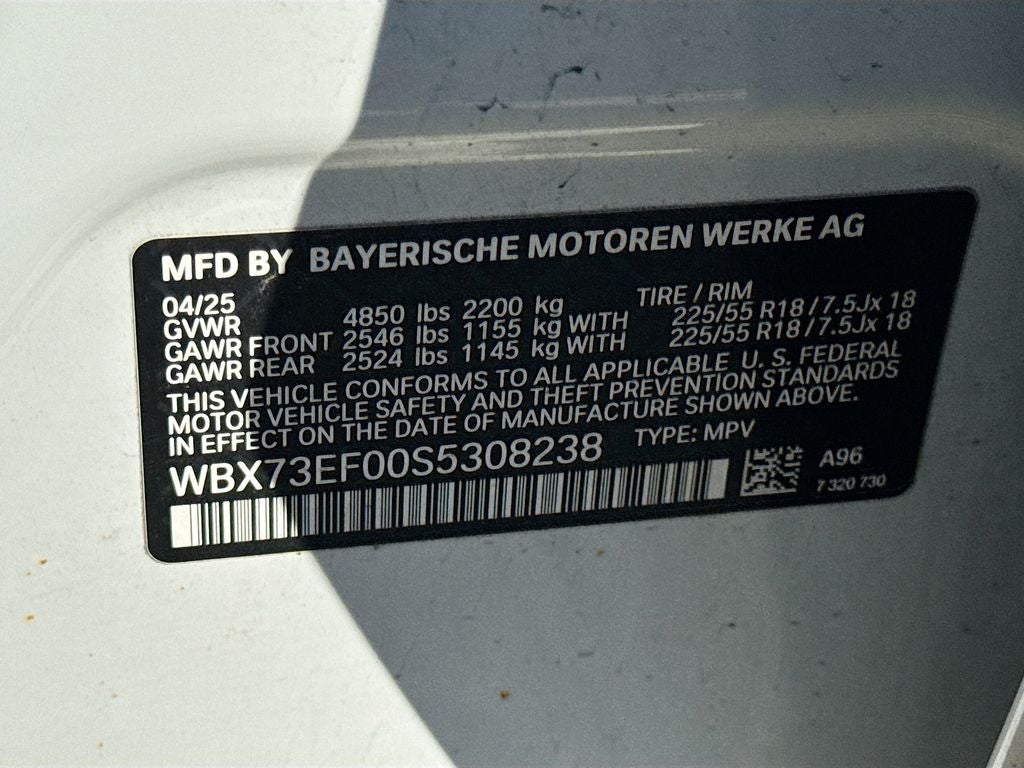 MFD BY BAYERISCHE MOTOREN WERKE AG
04/25 TIRE / RIM
GVWR 4850 lbs 2200 kg
GAWR FRONT 2546 lbs 1155 kg WITH 225/55 R18 / 7.5Jx 18
GAWR REAR 2524 lbs 1145 kg WITH 225/55 R18 / 7.5Jx 18
THIS VEHICLE CONFORMS TO ALL APPLICABLE U. S. FEDERAL
MOTOR VEHICLE SAFETY AND THEFT PREVENTION STANDARDS
IN EFFECT ON THE DATE OF MANUFACTURE SHOWN ABOVE.
WBX73EF00S5308238 TYPE: MPV
A96
7 320 730